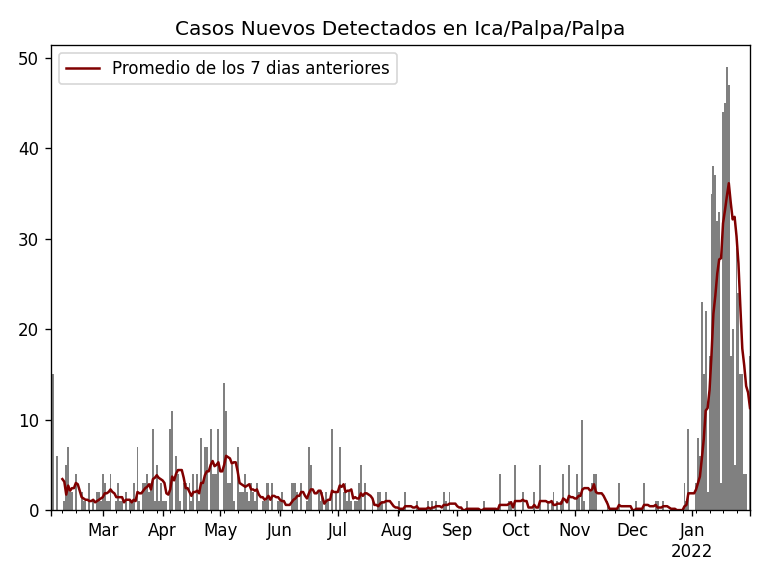 Casos Nuevos Detectados en Ica/Palpa/Palpa
Promedio de los 7 dias anteriores
50
40
30
20
10
0
Mar Apr May Jun Jul Aug Sep Oct Nov Dec Jan
2022